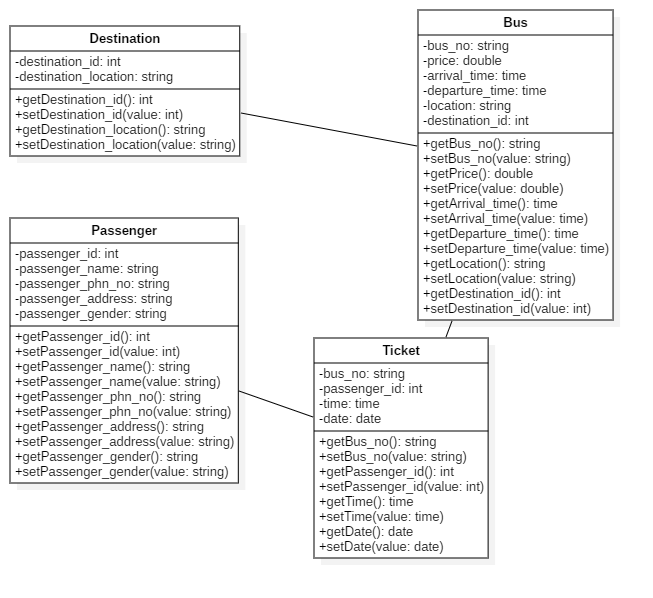 Destination
-destination_id: int
-destination_location: string
+getDestination_id(): int
+setDestination_id(value: int)
+getDestination_location(): string
+setDestination_location(value: string)
Bus
-bus_no: string
-price: double
-arrival_time: time
-departure_time: time
-location: string
-destination_id: int
+getBus_no(): string
+setBus_no(value: string)
+getPrice(): double
+setPrice(value: double)
+getArrival_time(): time
+setArrival_time(value: time)
+getDeparture_time(): time
+setDeparture_time(value: time)
+getLocation(): string
+setLocation(value: string)
+getDestination_id(): int
+setDestination_id(value: int)
Passenger
-passenger_id: int
-passenger_name: string
-passenger_phn_no: string
-passenger_address: string
-passenger_gender: string
+getPassenger_id(): int
+setPassenger_id(value: int)
+getPassenger_name(): string
+setPassenger_name(value: string)
+getPassenger_phn_no(): string
+setPassenger_phn_no(value: string)
+getPassenger_address(): string
+setPassenger_address(value: string)
+getPassenger_gender(): string
+setPassenger_gender(value: string)
Ticket
-bus_no: string
-passenger_id: int
-time: time
-date: date
+getBus_no(): string
+setBus_no(value: string)
+getPassenger_id(): int
+setPassenger_id(value: int)
+getTime(): time
+setTime(value: time)
+getDate(): date
+setDate(value: date)